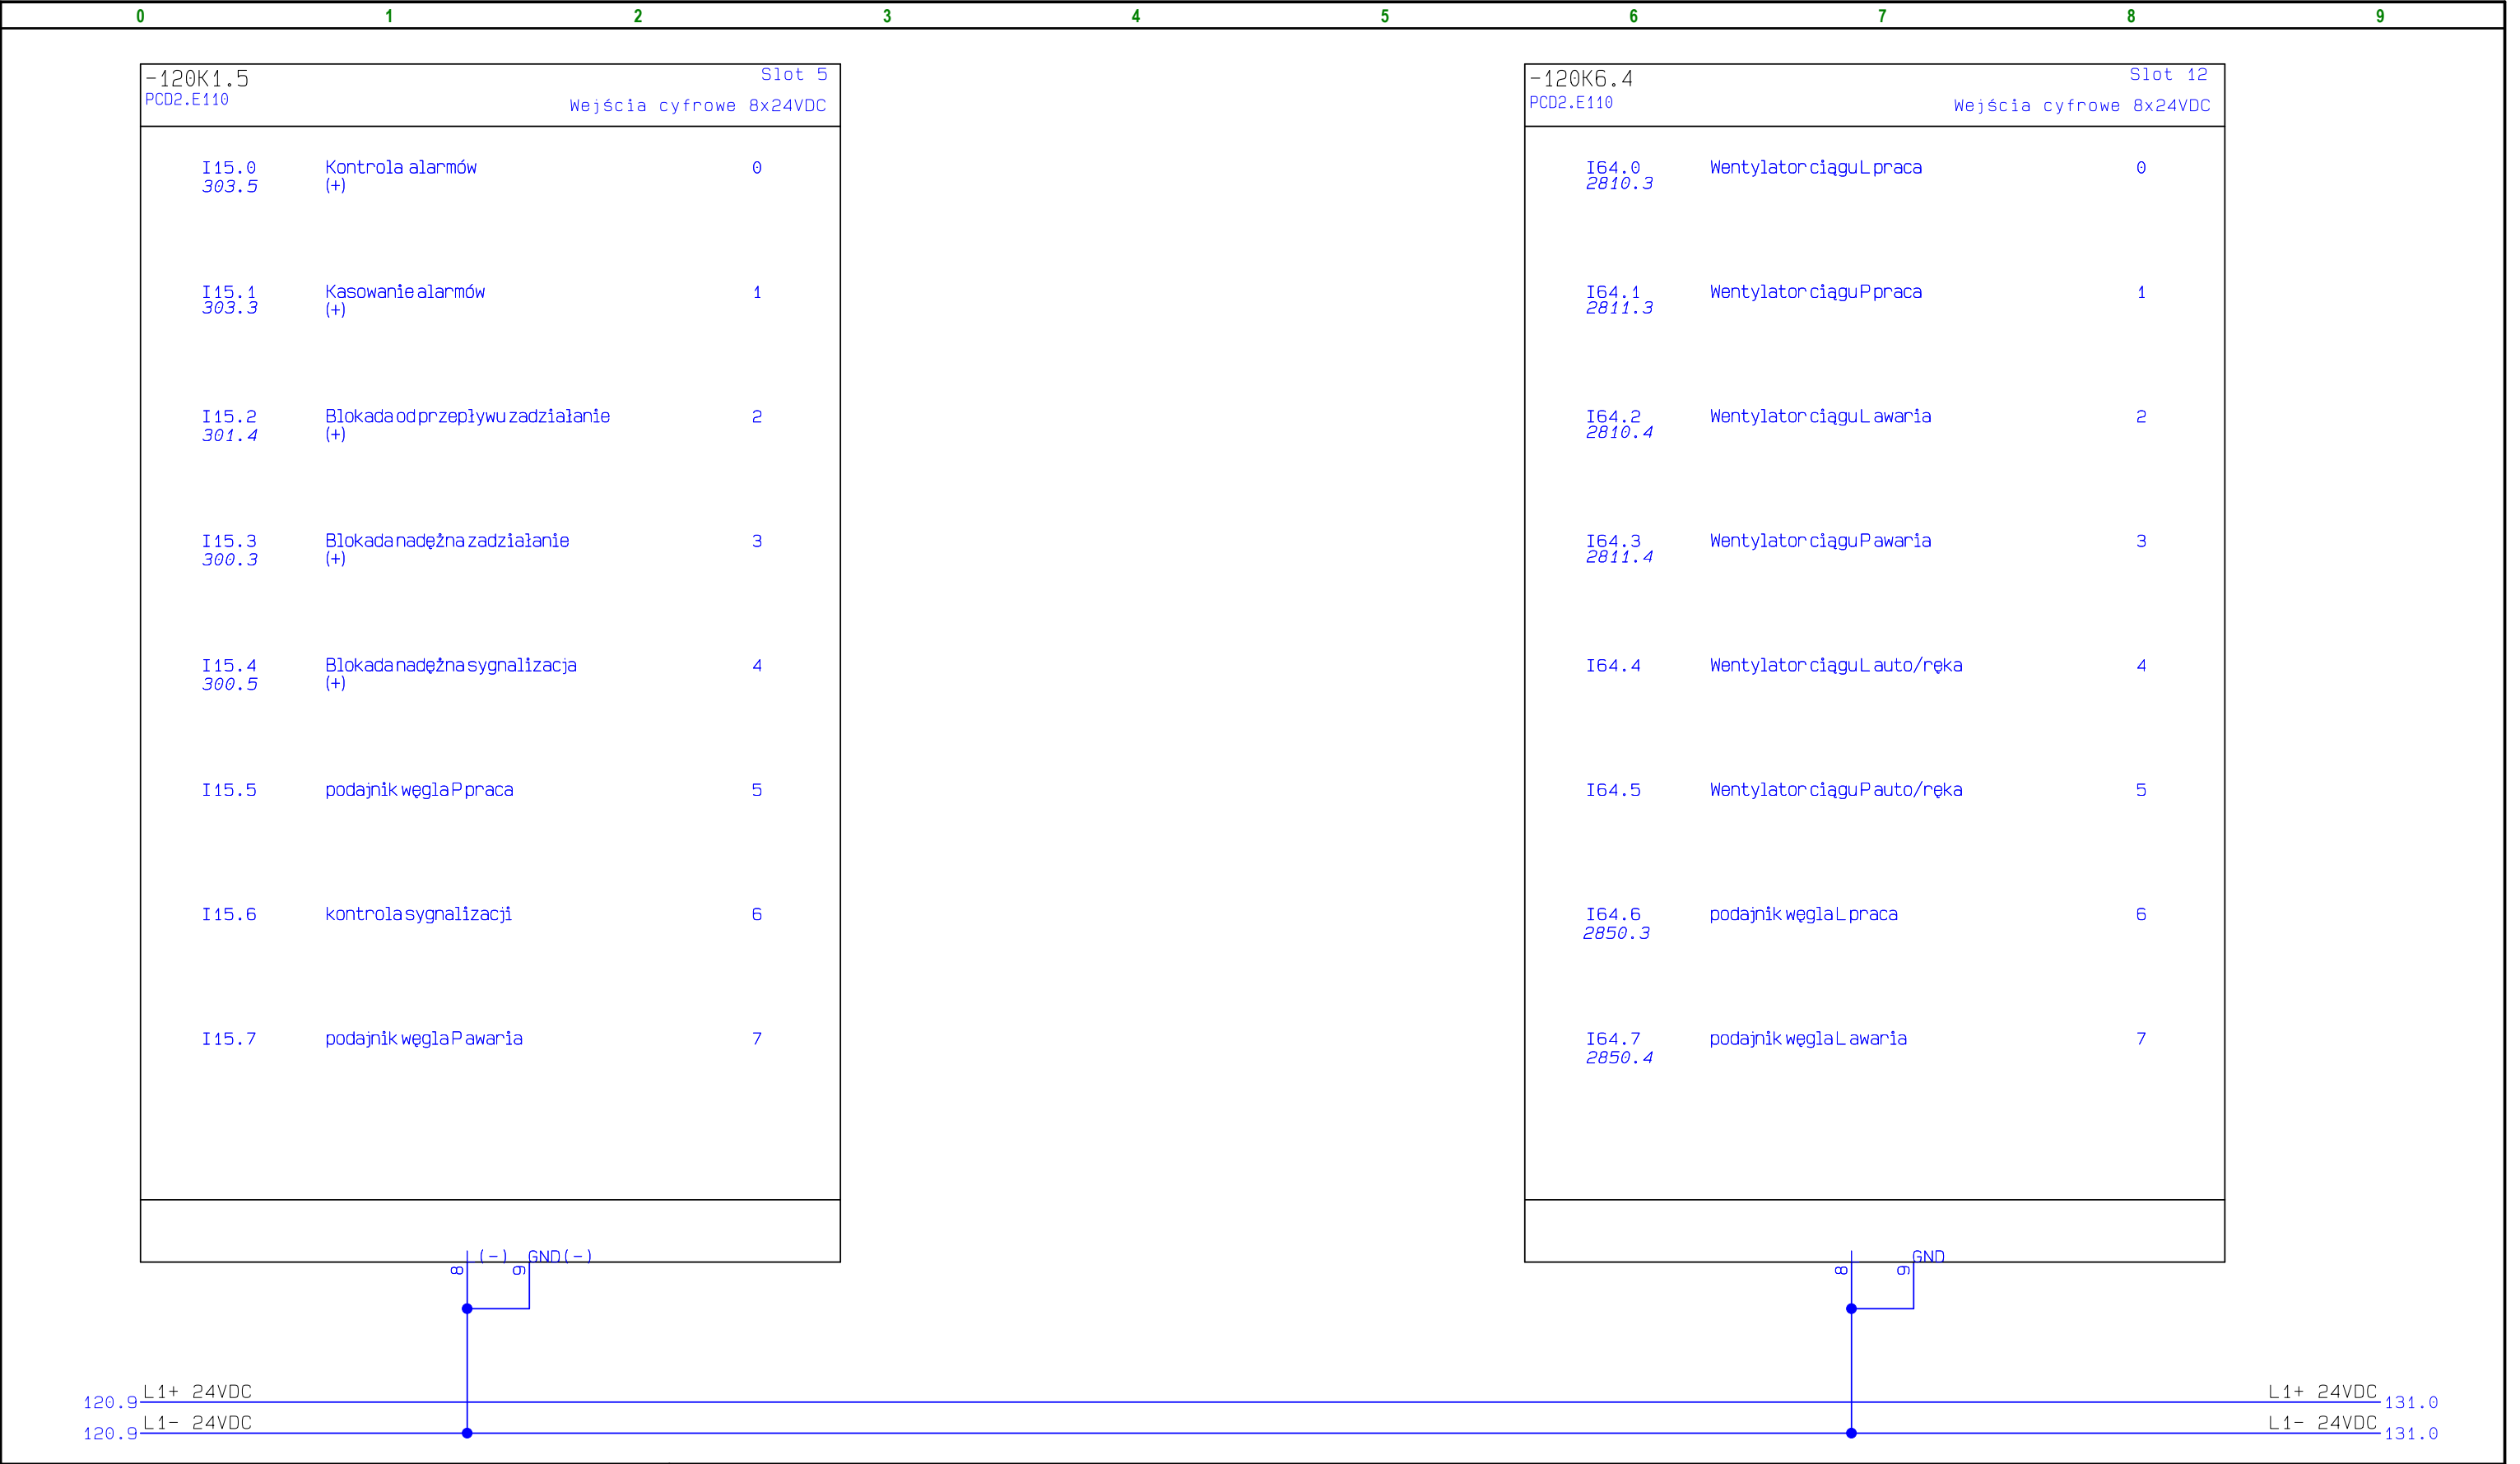 0 1 2 3 4 5 6 7 8 9
-120K1.5 Slot 5
PCD2.E110 Wejścia cyfrowe 8x24VDC
I15.0 Kontrola alarmów 0
303.5 (+)
I15.1 Kasowanie alarmów 1
303.3 (+)
I15.2 Blokada od przepływu zadziałanie 2
301.4 (+)
I15.3 Blokada nadężna zadziałanie 3
300.3 (+)
I15.4 Blokada nadężna sygnalizacja 4
300.5 (+)
I15.5 podajnik węgla P praca 5
I15.6 kontrola sygnalizacji 6
I15.7 podajnik węgla P awaria 7
(-) GND(-)
8 9
-120K6.4 Slot 12
PCD2.E110 Wejścia cyfrowe 8x24VDC
I64.0 Wentylator ciągu L praca 0
2810.3
I64.1 Wentylator ciągu P praca 1
2811.3
I64.2 Wentylator ciągu L awaria 2
2810.4
I64.3 Wentylator ciągu P awaria 3
2811.4
I64.4 Wentylator ciągu L auto/ręka 4
I64.5 Wentylator ciągu P auto/ręka 5
I64.6 podajnik węgla L praca 6
2850.3
I64.7 podajnik węgla L awaria 7
2850.4
GND
8 9
120.9 L1+ 24VDC L1+ 24VDC 131.0
120.9 L1- 24VDC L1- 24VDC 131.0